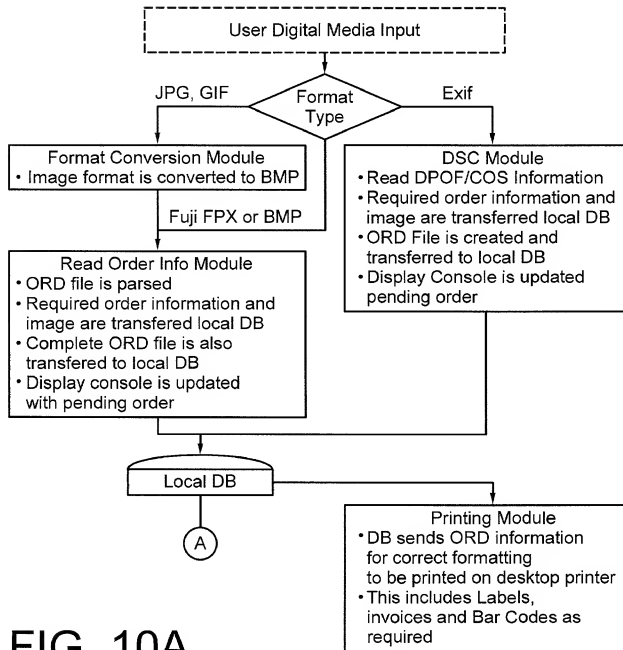 User Digital Media Input
Format
Type
JPG, GIF
Exif
Format Conversion Module
• Image format is converted to BMP
Fuji FPX or BMP
DSC Module
• Read DPOF/COS Information
• Required order information and
image are transferred local DB
• ORD File is created and
transferred to local DB
• Display Console is updated
pending order
Read Order Info Module
• ORD file is parsed
• Required order information and
image are transfered local DB
• Complete ORD file is also
transfered to local DB
• Display console is updated
with pending order
Local DB
A
Printing Module
• DB sends ORD information
for correct formatting
to be printed on desktop printer
• This includes Labels,
invoices and Bar Codes as
required
FIG. 10A